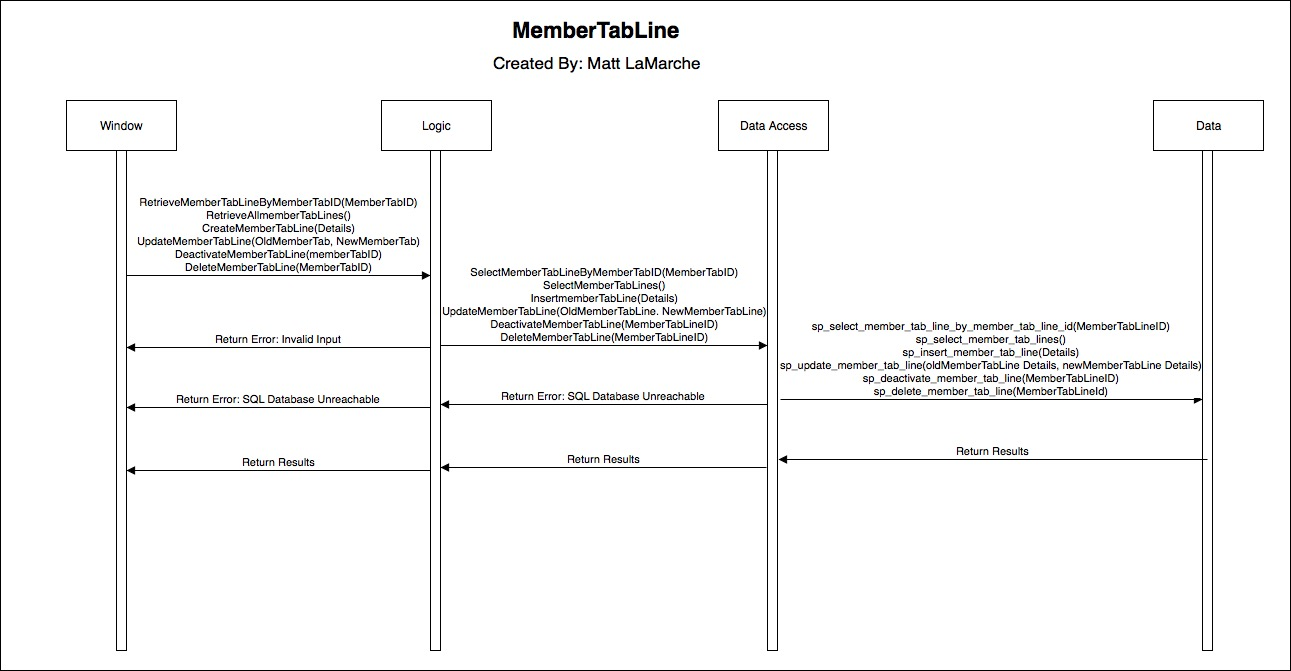 MemberTabLine
Created By: Matt LaMarche
Window
Logic
Data Access
Data
RetrieveMemberTabLineByMemberTabID(MemberTabID)
RetrieveAllmemberTabLines()
CreateMemberTabLine(Details)
UpdateMemberTabLine(OldMemberTab, NewMemberTab)
DeactivateMemberTabLine(memberTabID)
DeleteMemberTabLine(MemberTabID)
SelectMemberTabLineByMemberTabID(MemberTabID)
SelectMemberTabLines()
InsertmemberTabLine(Details)
UpdateMemberTabLine(OldMemberTabLine. NewMemberTabLine)
DeactivateMemberTabLine(MemberTabLineID)
DeleteMemberTabLine(MemberTabLineID)
sp_select_member_tab_line_by_member_tab_line_id(MemberTabLineID)
sp_select_member_tab_lines()
sp_insert_member_tab_line(Details)
sp_update_member_tab_line(oldMemberTabLine Details, newMemberTabLine Details)
sp_deactivate_member_tab_line(MemberTabLineID)
sp_delete_member_tab_line(MemberTabLineId)
Return Error: Invalid Input
Return Error: SQL Database Unreachable
Return Error: SQL Database Unreachable
Return Results
Return Results
Return Results